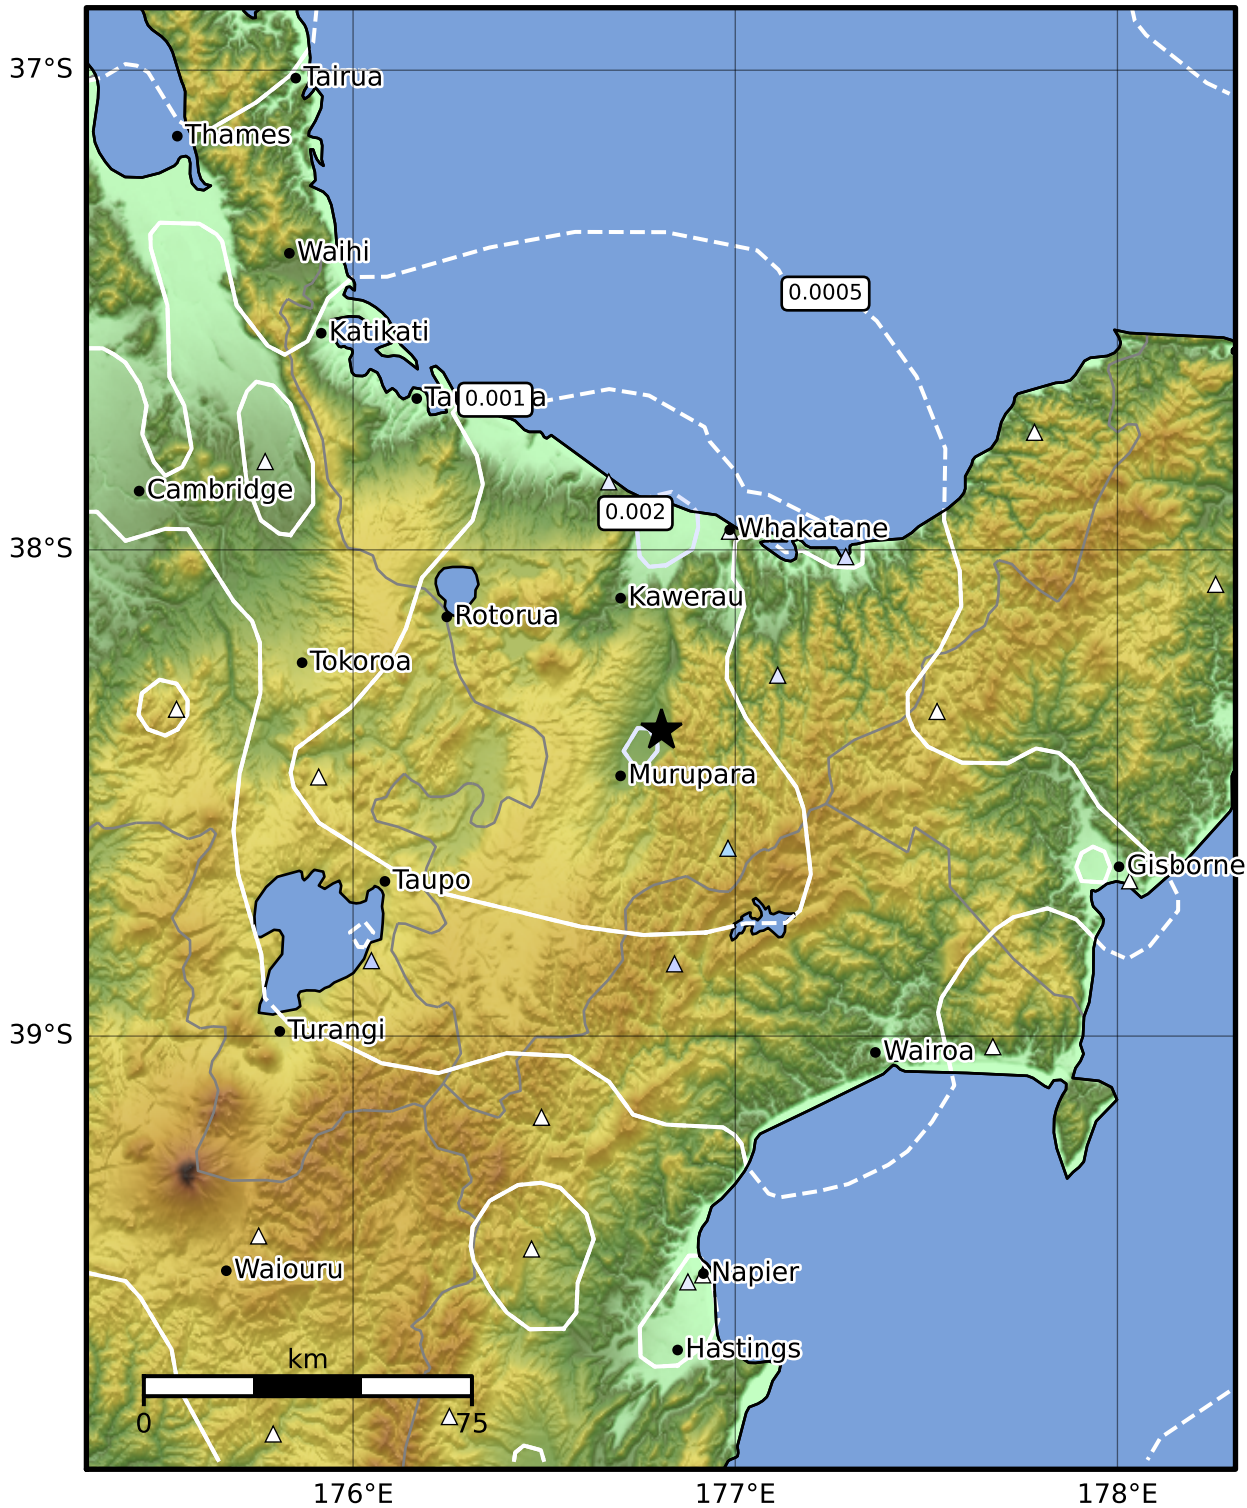 37°S
Tairua
Thames
Waihi
0.0005
Katikati
0.001
Cambridge
0.002
Whakatane
38°S
Kawerau
Rotorua
Tokoroa
Murupara
Gisborne
Taupo
Turangi
39°S
Wairoa
Waiouru
Napier
Hastings
km
0
75
176°E
177°E
178°E